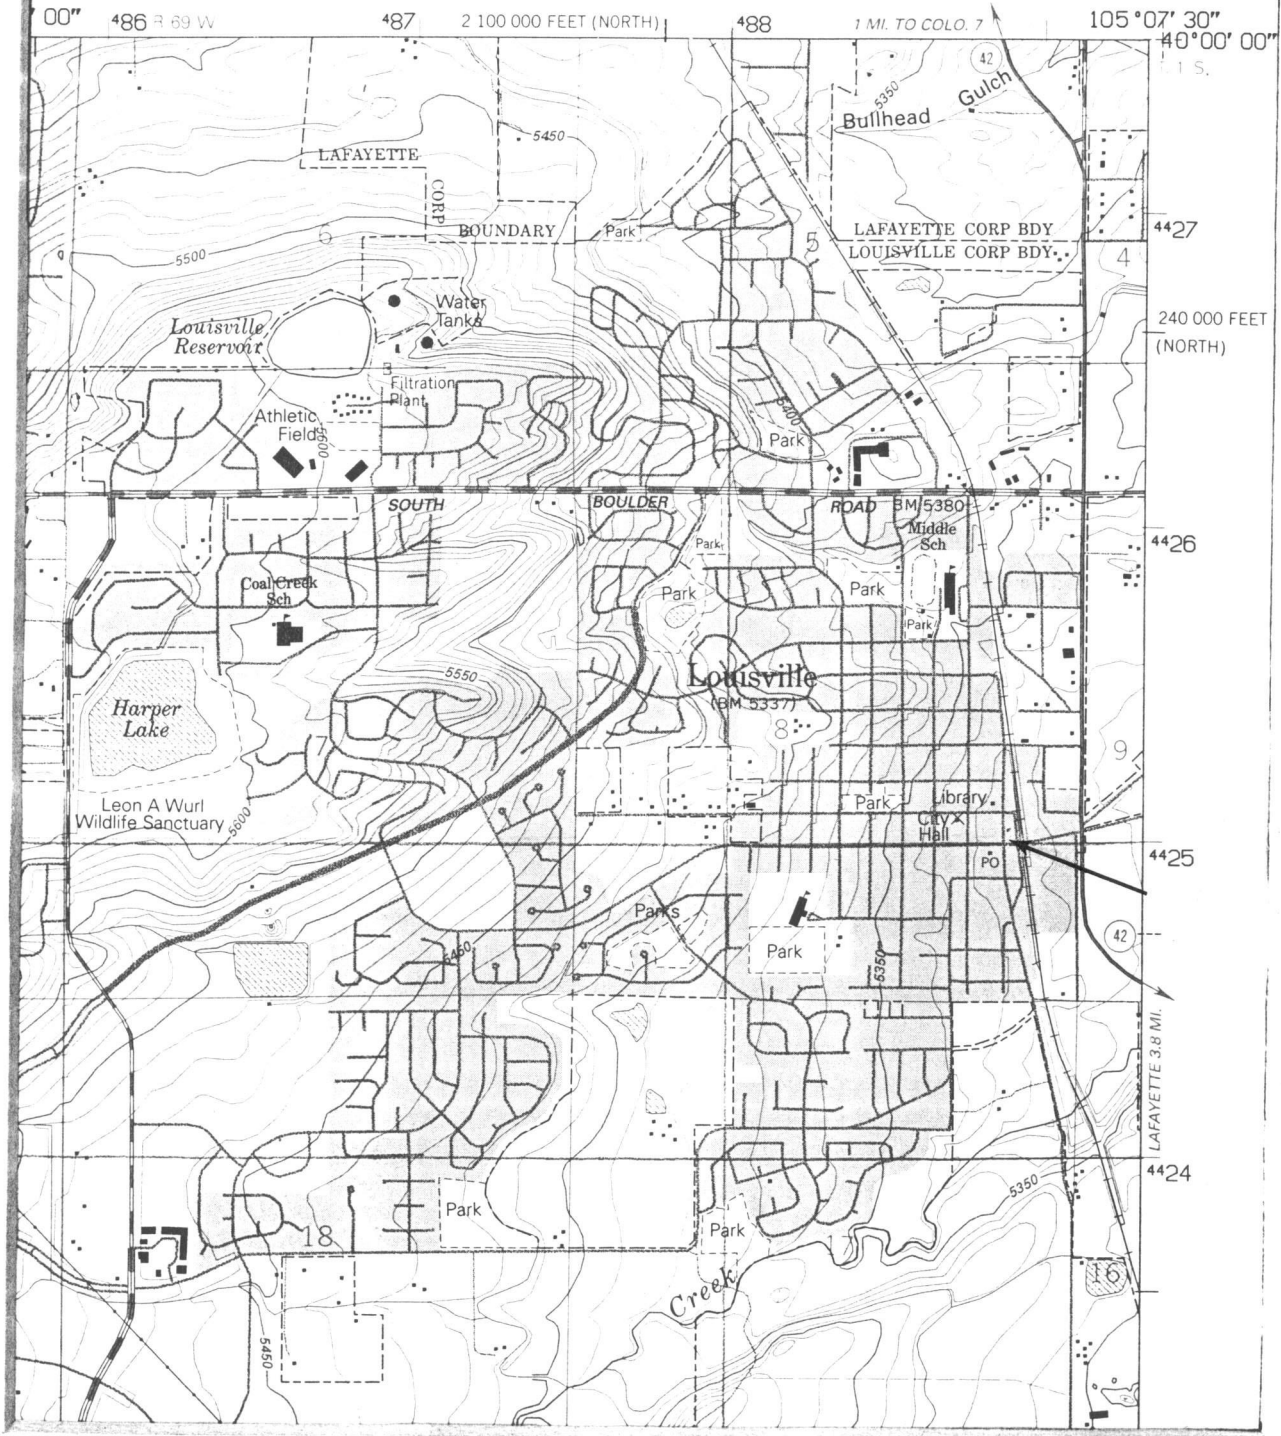 00"
486 R 69 W
487
2 100 000 FEET (NORTH)
488
1 MI. TO COLO. 7
105°07'30"
40°00'00"
1 S.
42
Gulch
5350
Bullhead
5450
LAFAYETTE
CORP
BOUNDARY
6
Park
5
LAFAYETTE CORP BDY
LOUISVILLE CORP BDY
4427
4
5500
Water
Tanks
Louisville
Reservoir
240 000 FEET
(NORTH)
Filtration
Plant
Athletic
Field
5600
5400
Park
SOUTH
BOULDER
ROAD
BM 5380
Middle
Sch
4426
Park
Coal Creek
Sch
Park
Park
Park
5550
Louisville
(BM 5337)
Harper
Lake
7
8
9
Leon A Wurl
Wildlife Sanctuary
5600
Park
Library
City
Hall
PO
4425
Parks
42
Park
5450
5350
LAFAYETTE 3.8 MI.
4424
5350
Park
Park
18
16
Creek
5450